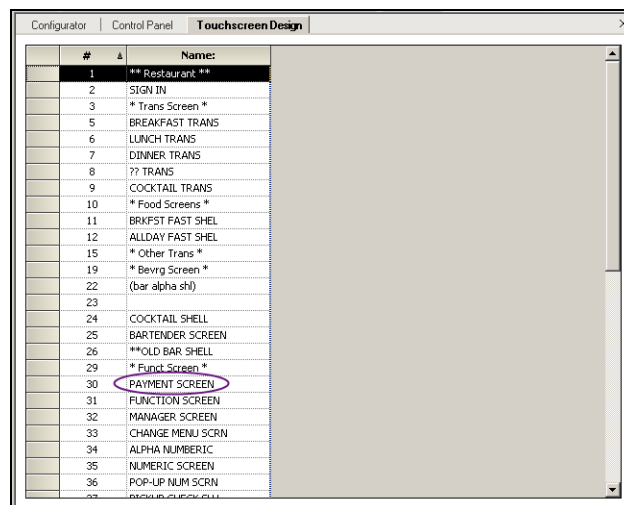 Configurator | Control Panel | Touchscreen Design
# Name:
1 ** Restaurant **
2 SIGN IN
3 * Trans Screen *
5 BREAKFAST TRANS
6 LUNCH TRANS
7 DINNER TRANS
8 ?? TRANS
9 COCKTAIL TRANS
10 * Food Screens *
11 BRKFST FAST SHEL
12 ALLDAY FAST SHEL
15 * Other Trans *
19 * Bevrg Screen *
22 (bar alpha shl)
23
24 COCKTAIL SHELL
25 BARTENDER SCREEN
26 **OLD BAR SHELL
29 * Funct Screen *
30 PAYMENT SCREEN
31 FUNCTION SCREEN
32 MANAGER SCREEN
33 CHANGE MENU SCRN
34 ALPHA NUMBERIC
35 NUMERIC SCREEN
36 POP-UP NUM SCRN
37 PICKUP CHECK SLU